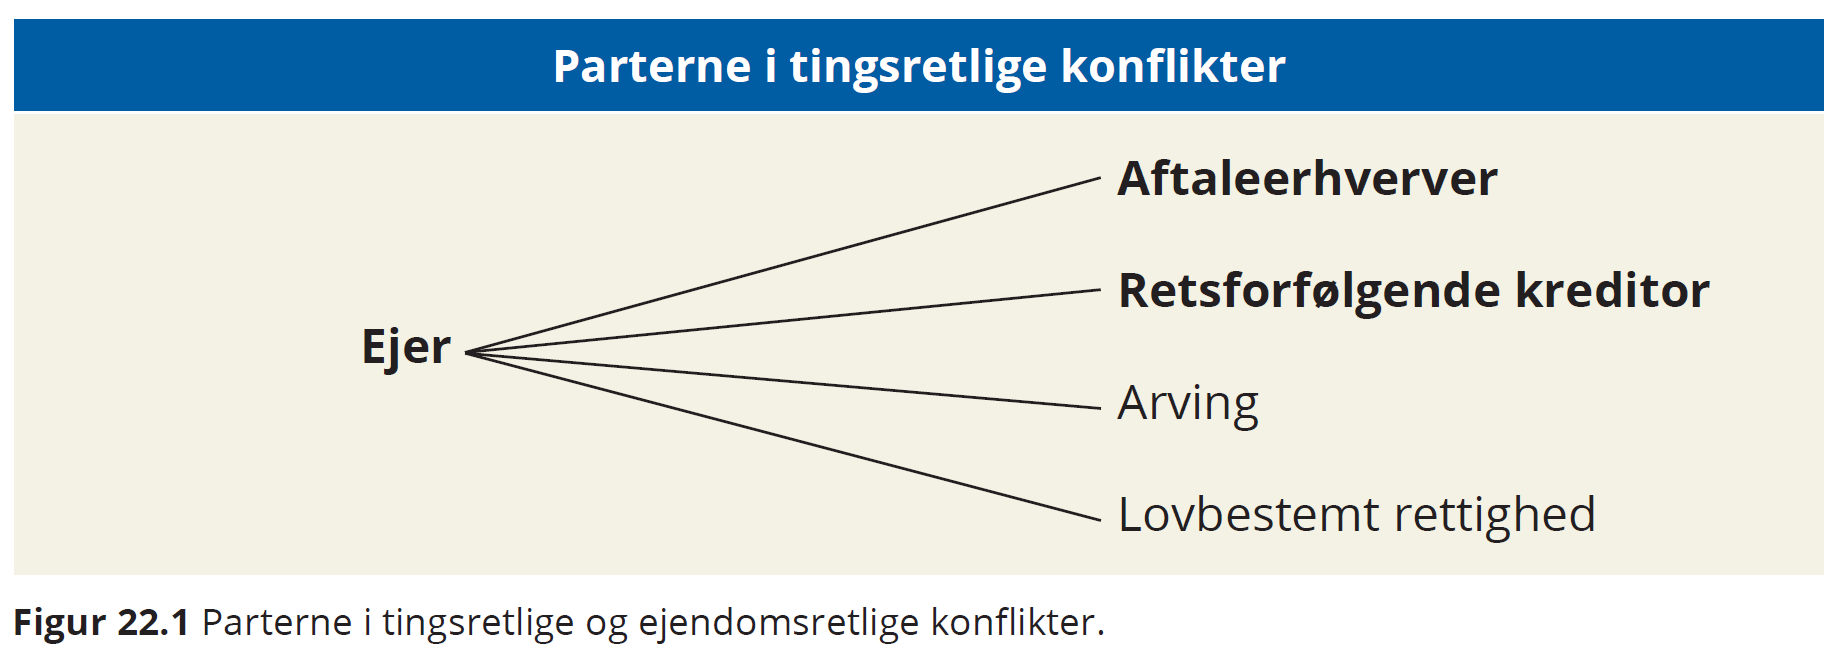 Parterne i tingsretlige konflikter
Aftaleerhverver
Retsforfølgende kreditor
Ejer
Arving
Lovbestemt rettighed
Figur 22.1 Parterne i tingsretlige og ejendomsretlige konflikter.